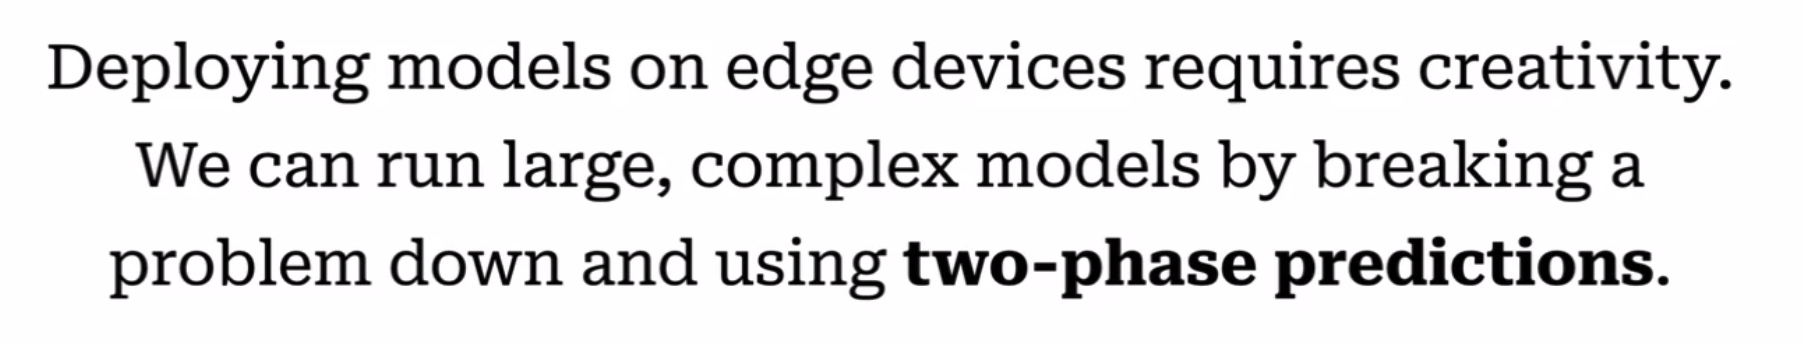 Deploying models on edge devices requires creativity.
We can run large, complex models by breaking a
problem down and using two-phase predictions.